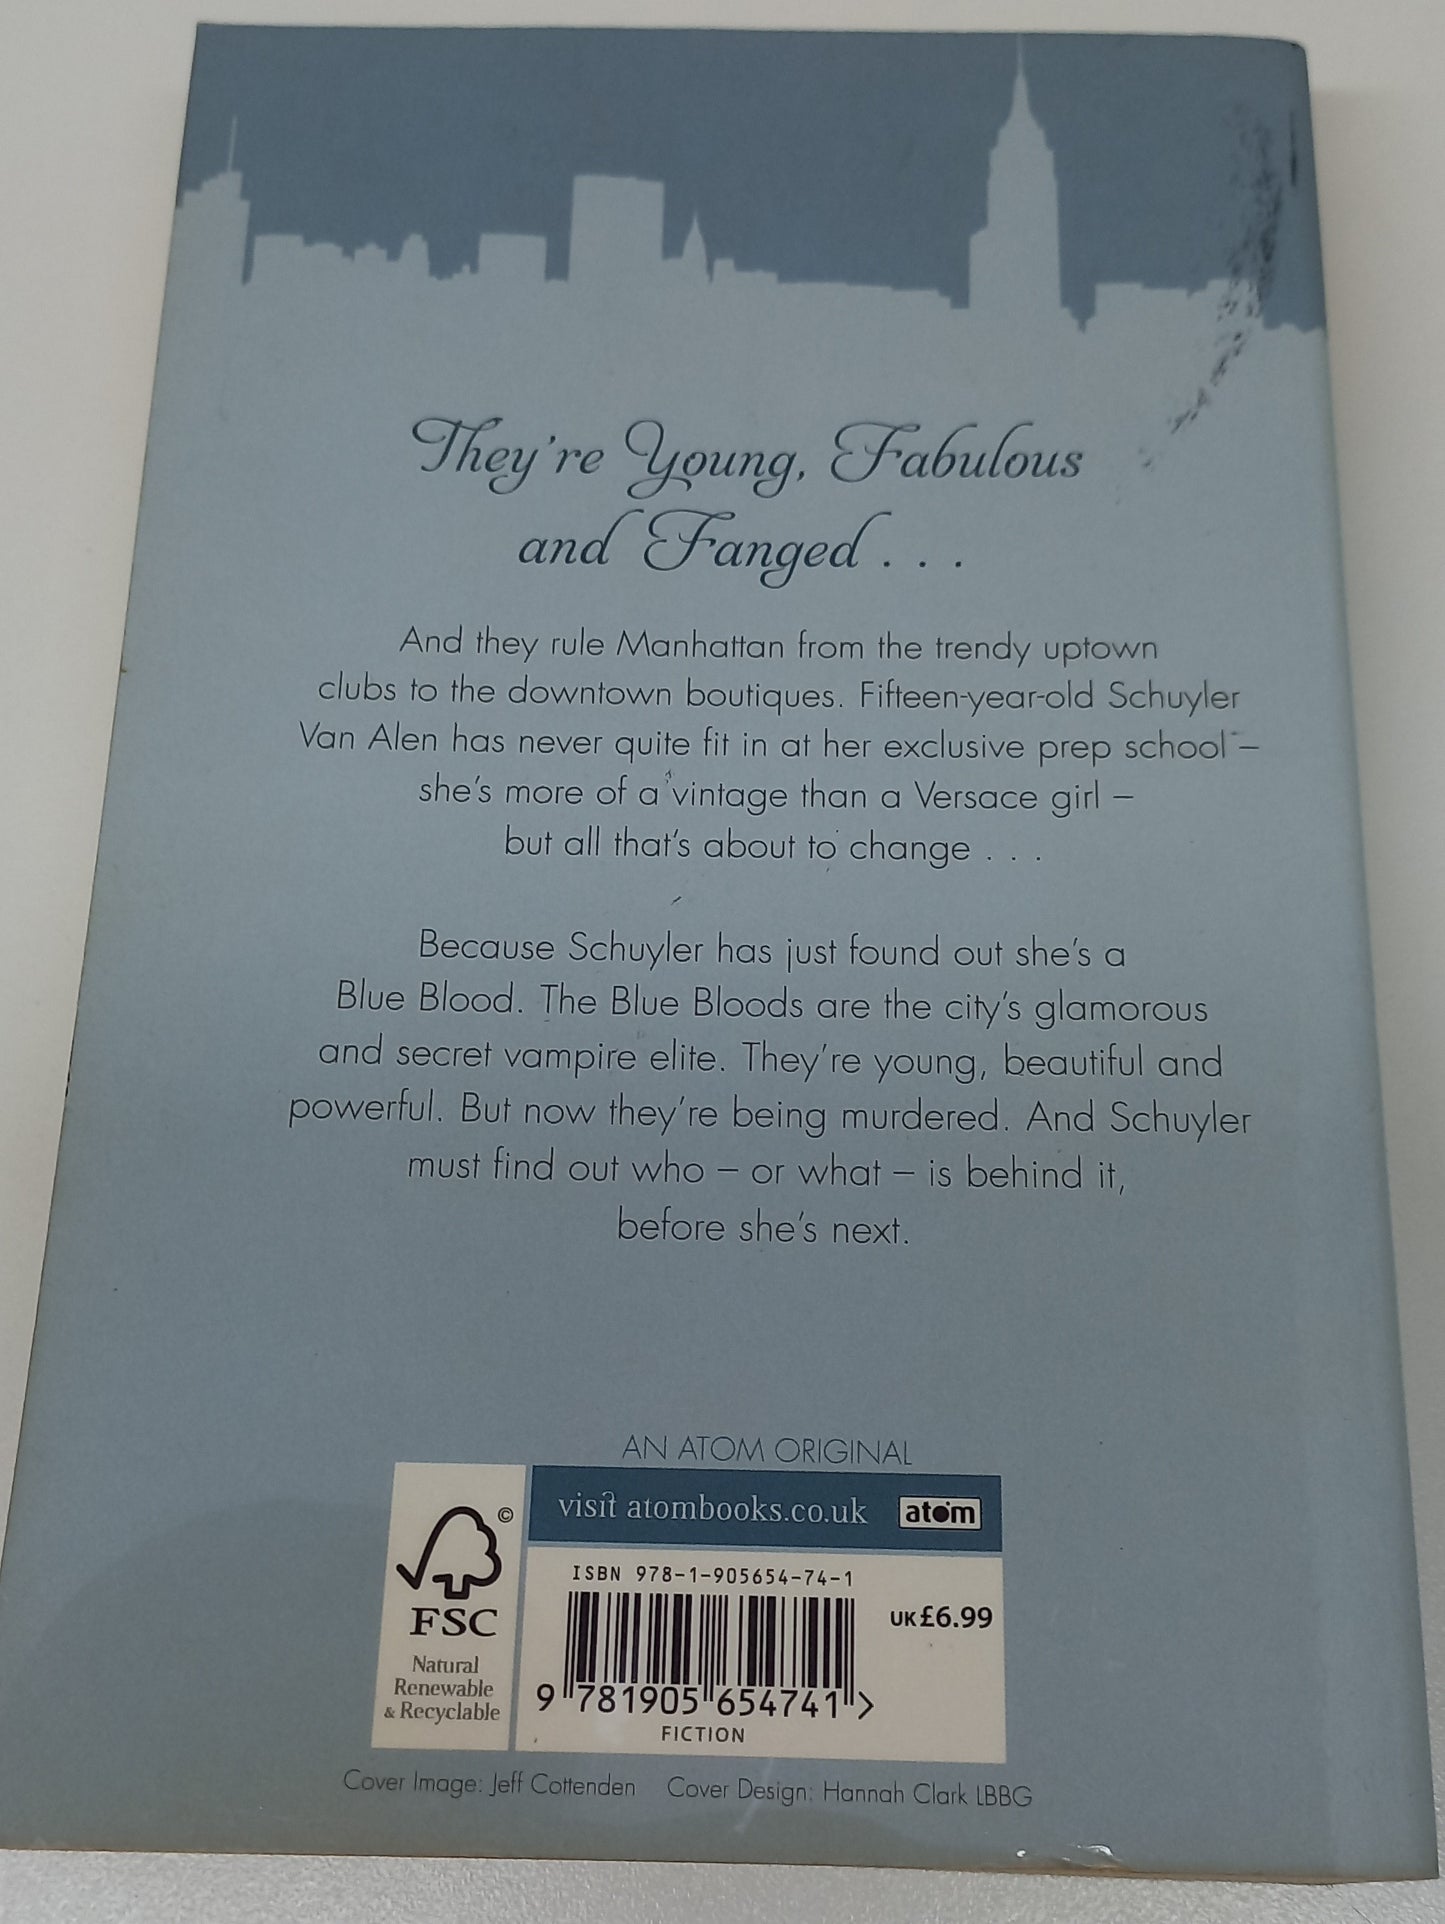 They're Young, Fabulous
and Fanged . . .
And they rule Manhattan from the trendy uptown
clubs to the downtown boutiques. Fifteen-year-old Schuyler
Van Alen has never quite fit in at her exclusive prep school –
she's more of a vintage than a Versace girl –
but all that's about to change . . .
Because Schuyler has just found out she's a
Blue Blood. The Blue Bloods are the city's glamorous
and secret vampire elite. They're young, beautiful and
powerful. But now they're being murdered. And Schuyler
must find out who – or what – is behind it,
before she's next.
AN ATOM ORIGINAL
visit atombooks.co.uk
atom
©
FSC
Natural
Renewable
& Recyclable
ISBN 978-1-905654-74-1
UK£6.99
9 781905 654741 >
FICTION
Cover Image: Jeff Cottenden Cover Design: Hannah Clark LBBG